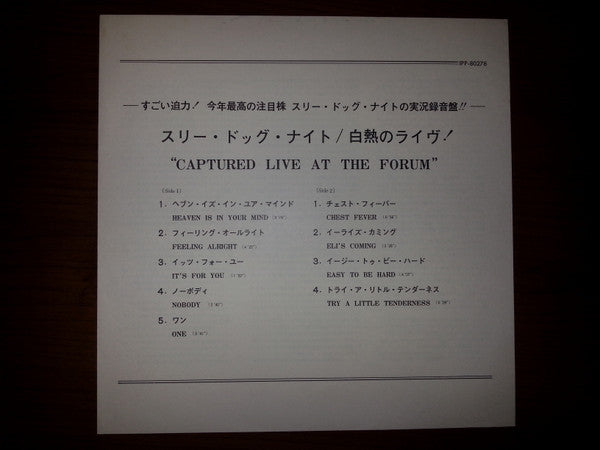 IPP-80276
—すごい迫力！ 今年最高の注目株 スリー・ドッグ・ナイトの実況録音盤!!—
スリー・ドッグ・ナイト／白熱のライヴ！
“CAPTURED LIVE AT THE FORUM”
(Side 1)
1. ヘブン・イズ・イン・ユア・マインド
HEAVEN IS IN YOUR MIND
2. フィーリング・オールライト
FEELING ALRIGHT
3. イッツ・フォー・ユー
IT'S FOR YOU
4. ノーボディ
NOBODY
5. ワン
ONE
(Side 2)
1. チェスト・フィーバー
CHEST FEVER
2. イーライズ・カミング
ELI'S COMING
3. イージー・トゥ・ビー・ハード
EASY TO BE HARD
4. トライ・ア・リトル・テンダーネス
TRY A LITTLE TENDERNESS